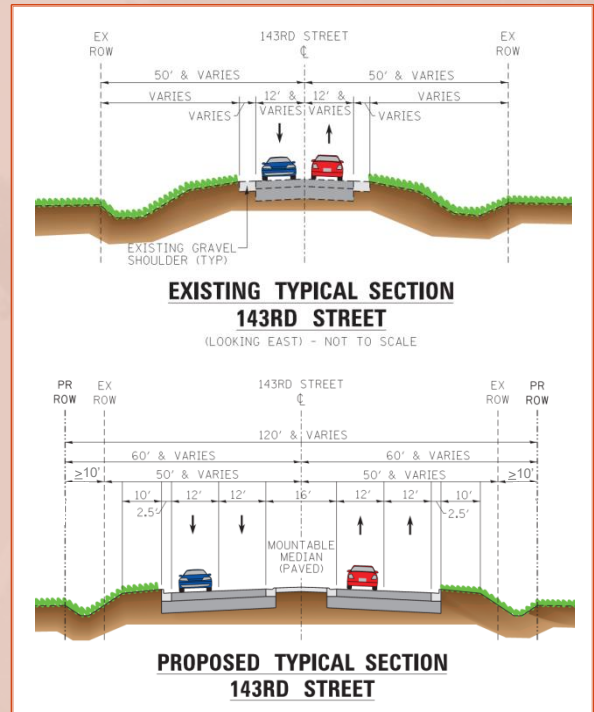 EX
ROW
143RD STREET
℄
EX
ROW
50' & VARIES
50' & VARIES
VARIES
12' &
VARIES
12' &
VARIES
VARIES
VARIES
VARIES
EXISTING GRAVEL
SHOULDER (TYP)
EXISTING TYPICAL SECTION
143RD STREET
(LOOKING EAST) - NOT TO SCALE
PR
ROW
EX
ROW
143RD STREET
℄
EX
ROW
PR
ROW
120' & VARIES
60' & VARIES
60' & VARIES
≥10'
50' & VARIES
50' & VARIES
≥10'
10'
12'
12'
16'
12'
12'
10'
2.5'
2.5'
MOUNTABLE
MEDIAN
(PAVED)
PROPOSED TYPICAL SECTION
143RD STREET